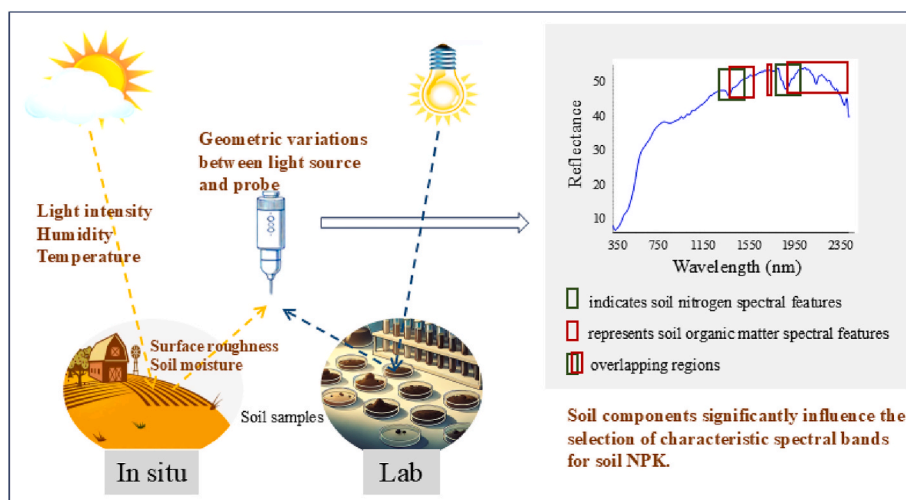 Geometric variations
between light source
and probe
Light intensity
Humidity
Temperature
Surface roughness
Soil moisture
Soil samples
In situ
Lab
Reflectance
50
40
30
20
10
350 750 1150 1550 1950 2350
Wavelength (nm)
indicates soil nitrogen spectral features
represents soil organic matter spectral features
overlapping regions
Soil components significantly influence the
selection of characteristic spectral bands
for soil NPK.